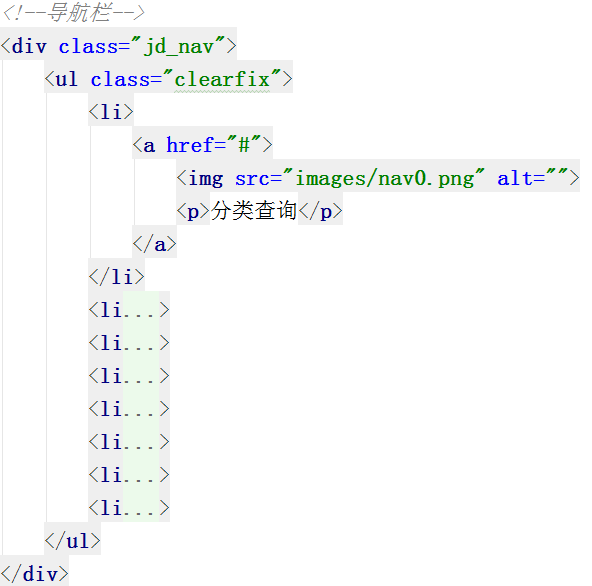 <!--导航栏-->
<div class="jd_nav">
<ul class="clearfix">
<li>
<a href="#">
<img src="images/nav0.png" alt="">
<p>分类查询</p>
</a>
</li>
<li...>
<li...>
<li...>
<li...>
<li...>
<li...>
<li...>
</ul>
</div>